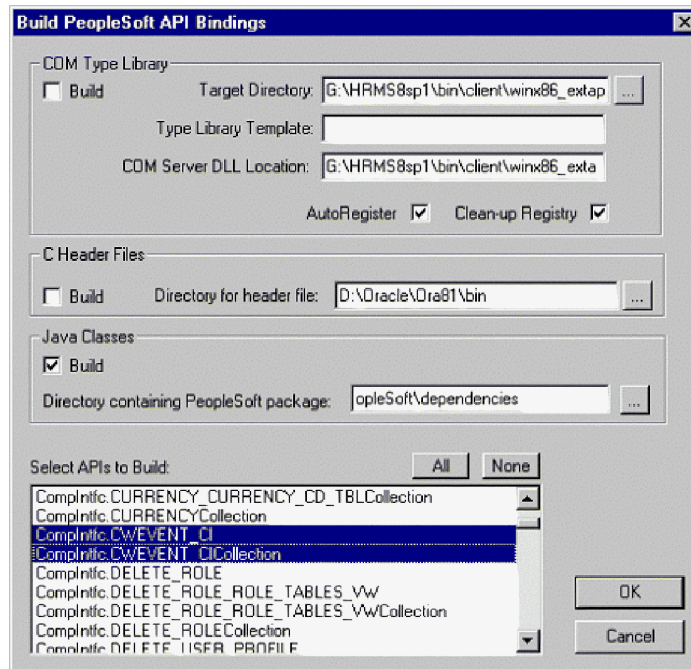 Build PeopleSoft API Bindings
COM Type Library
Build
Target Directory: G:\HRMS8sp1\bin\client\winx86_extap ...
Type Library Template:
COM Server DLL Location: G:\HRMS8sp1\bin\client\winx86_exta
AutoRegister Clean-up Registry
C Header Files
Build Directory for header file: D:\Oracle\Ora81\bin ...
Java Classes
Build
Directory containing PeopleSoft package: opleSoft\dependencies ...
Select APIs to Build: All None
CompIntfc.CURRENCY_CURRENCY_CD_TBLCollection
CompIntfc.CURRENCYCollection
CompIntfc.CWEVENT_CI
CompIntfc.CWEVENT_CICollection
CompIntfc.DELETE_ROLE
CompIntfc.DELETE_ROLE_ROLE_TABLES_VW
CompIntfc.DELETE_ROLE_ROLE_TABLES_VWCollection
CompIntfc.DELETE_ROLECollection
CompIntfc.DELETE_USER_PROFILE
OK
Cancel